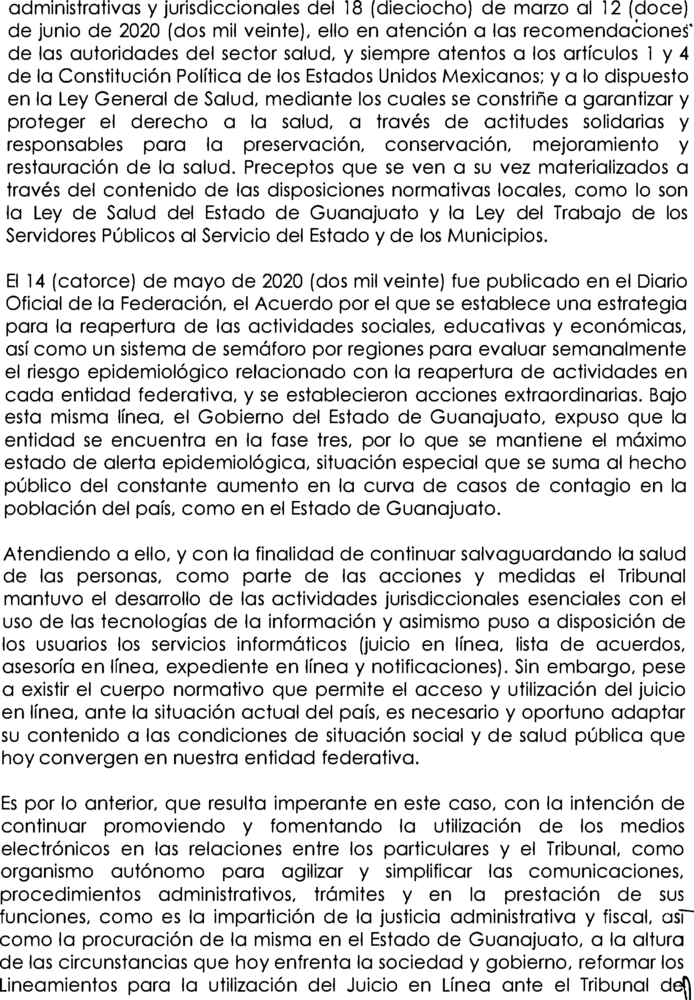 administrativas y jurisdiccionales del 18 (dieciocho) de marzo al 12 (doce)
de junio de 2020 (dos mil veinte), ello en atención a las recomendaciones
de las autoridades del sector salud, y siempre atentos a los artículos 1 y 4
de la Constitución Política de los Estados Unidos Mexicanos; y a lo dispuesto
en la Ley General de Salud, mediante los cuales se constriñe a garantizar y
proteger el derecho a la salud, a través de actitudes solidarias y
responsables para la preservación, conservación, mejoramiento y
restauración de la salud. Preceptos que se ven a su vez materializados a
través del contenido de las disposiciones normativas locales, como lo son
la Ley de Salud del Estado de Guanajuato y la Ley del Trabajo de los
Servidores Públicos al Servicio del Estado y de los Municipios.
El 14 (catorce) de mayo de 2020 (dos mil veinte) fue publicado en el Diario
Oficial de la Federación, el Acuerdo por el que se establece una estrategia
para la reapertura de las actividades sociales, educativas y económicas,
así como un sistema de semáforo por regiones para evaluar semanalmente
el riesgo epidemiológico relacionado con la reapertura de actividades en
cada entidad federativa, y se establecieron acciones extraordinarias. Bajo
esta misma línea, el Gobierno del Estado de Guanajuato, expuso que la
entidad se encuentra en la fase tres, por lo que se mantiene el máximo
estado de alerta epidemiológica, situación especial que se suma al hecho
público del constante aumento en la curva de casos de contagio en la
población del país, como en el Estado de Guanajuato.
Atendiendo a ello, y con la finalidad de continuar salvaguardando la salud
de las personas, como parte de las acciones y medidas el Tribunal
mantuvo el desarrollo de las actividades jurisdiccionales esenciales con el
uso de las tecnologías de la información y asimismo puso a disposición de
los usuarios los servicios informáticos (juicio en línea, lista de acuerdos,
asesoría en línea, expediente en línea y notificaciones). Sin embargo, pese
a existir el cuerpo normativo que permite el acceso y utilización del juicio
en línea, ante la situación actual del país, es necesario y oportuno adaptar
su contenido a las condiciones de situación social y de salud pública que
hoy convergen en nuestra entidad federativa.
Es por lo anterior, que resulta imperante en este caso, con la intención de
continuar promoviendo y fomentando la utilización de los medios
electrónicos en las relaciones entre los particulares y el Tribunal, como
organismo autónomo para agilizar y simplificar las comunicaciones,
procedimientos administrativos, trámites y en la prestación de sus
funciones, como es la impartición de la justicia administrativa y fiscal, así
como la procuración de la misma en el Estado de Guanajuato, a la altura
de las circunstancias que hoy enfrenta la sociedad y gobierno, reformar los
Lineamientos para la utilización del Juicio en Línea ante el Tribunal de